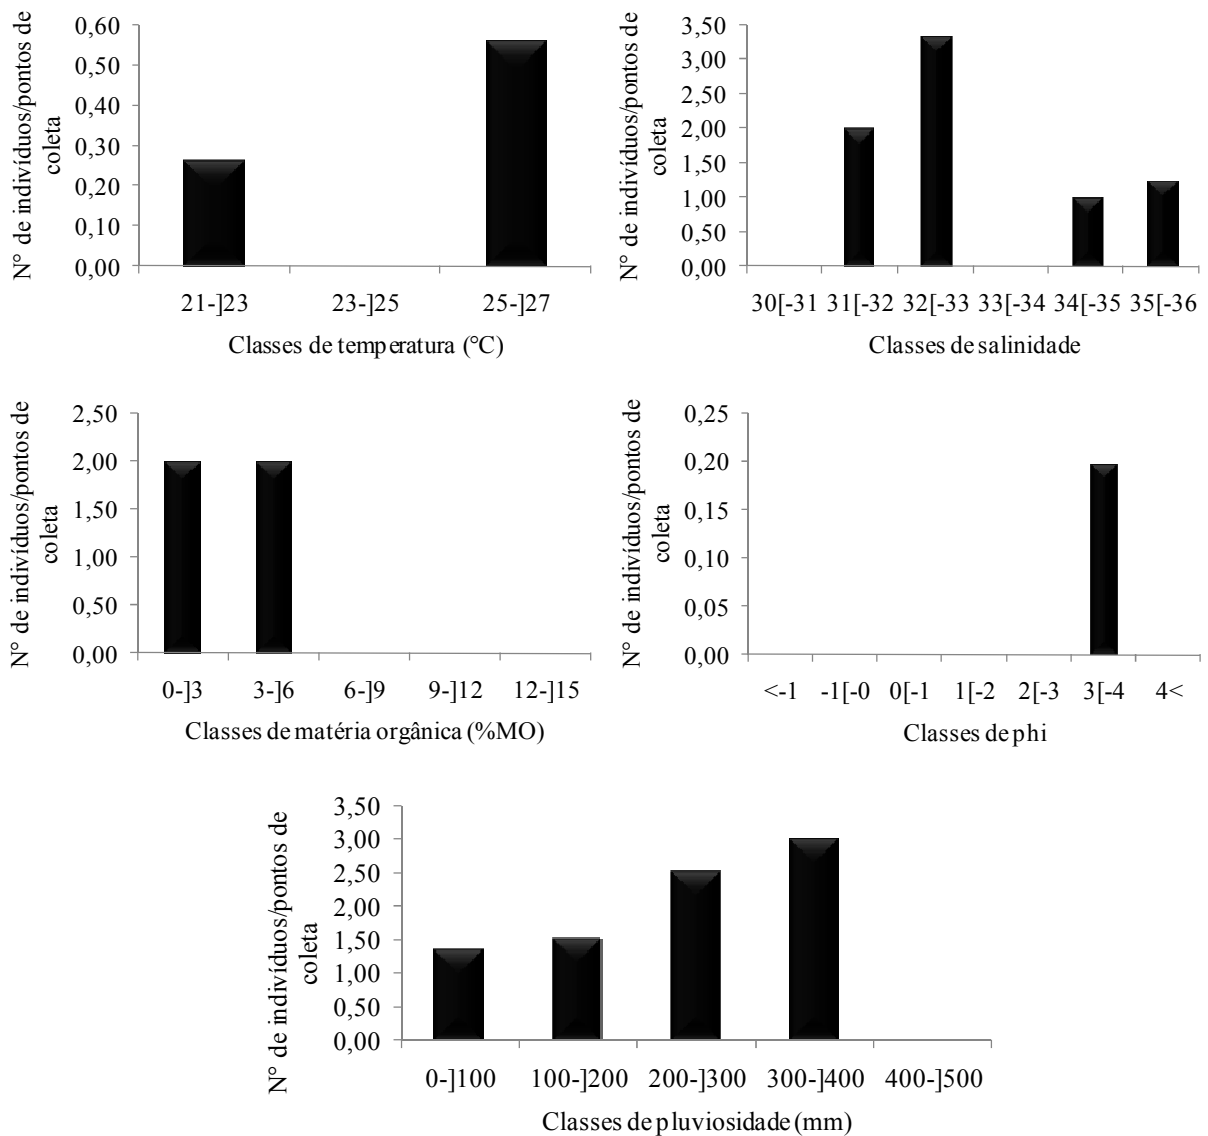 N° de indivíduos/pontos de
coleta
0,60
0,50
0,40
0,30
0,20
0,10
0,00
21-]23 23-]25 25-]27
Classes de temperatura (°C)
N° de indivíduos/pontos de
coleta
3,50
3,00
2,50
2,00
1,50
1,00
0,50
0,00
30[-31 31[-32 32[-33 33[-34 34[-35 35[-36
Classes de salinidade
N° de indivíduos/pontos de
coleta
2,50
2,00
1,50
1,00
0,50
0,00
0-]3 3-]6 6-]9 9-]12 12-]15
Classes de matéria orgânica (%MO)
N° de indivíduos/pontos de
coleta
0,25
0,20
0,15
0,10
0,05
0,00
<-1 -1[-0 0[-1 1[-2 2[-3 3[-4 4<
Classes de phi
N° de indivíduos/pontos de
coleta
3,50
3,00
2,50
2,00
1,50
1,00
0,50
0,00
0-]100 100-]200 200-]300 300-]400 400-]500
Classes de pluviosidade (mm)